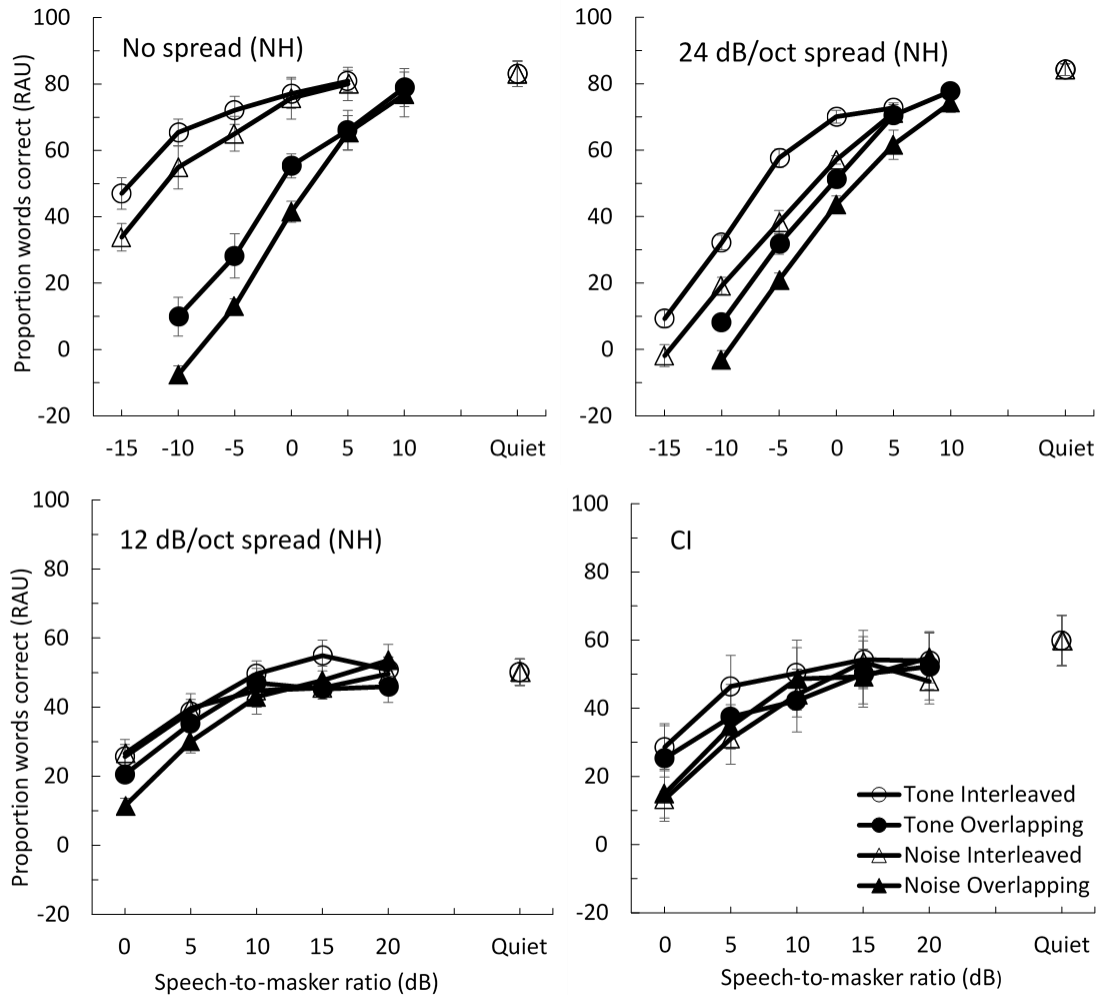 No spread (NH)
Proportion words correct (RAU)
100
80
60
40
20
0
-20
-15 -10 -5 0 5 10 Quiet
24 dB/oct spread (NH)
100
80
60
40
20
0
-20
-15 -10 -5 0 5 10 Quiet
12 dB/oct spread (NH)
Proportion words correct (RAU)
100
80
60
40
20
0
-20
0 5 10 15 20 Quiet
Speech-to-masker ratio (dB)
CI
100
80
60
40
20
0
-20
Tone Interleaved
Tone Overlapping
Noise Interleaved
Noise Overlapping
0 5 10 15 20 Quiet
Speech-to-masker ratio (dB)